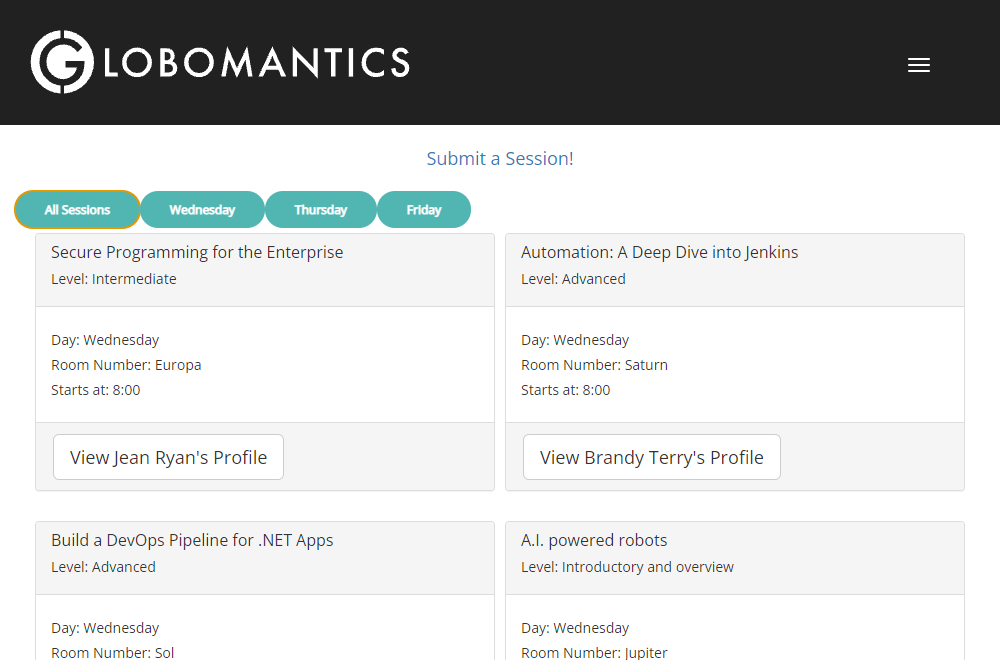 GLOBOMANTICS
Submit a Session!
All Sessions
Wednesday
Thursday
Friday
Secure Programming for the Enterprise
Level: Intermediate
Day: Wednesday
Room Number: Europa
Starts at: 8:00
View Jean Ryan's Profile
Automation: A Deep Dive into Jenkins
Level: Advanced
Day: Wednesday
Room Number: Saturn
Starts at: 8:00
View Brandy Terry's Profile
Build a DevOps Pipeline for .NET Apps
Level: Advanced
Day: Wednesday
Room Number: Sol
A.I. powered robots
Level: Introductory and overview
Day: Wednesday
Room Number: Jupiter